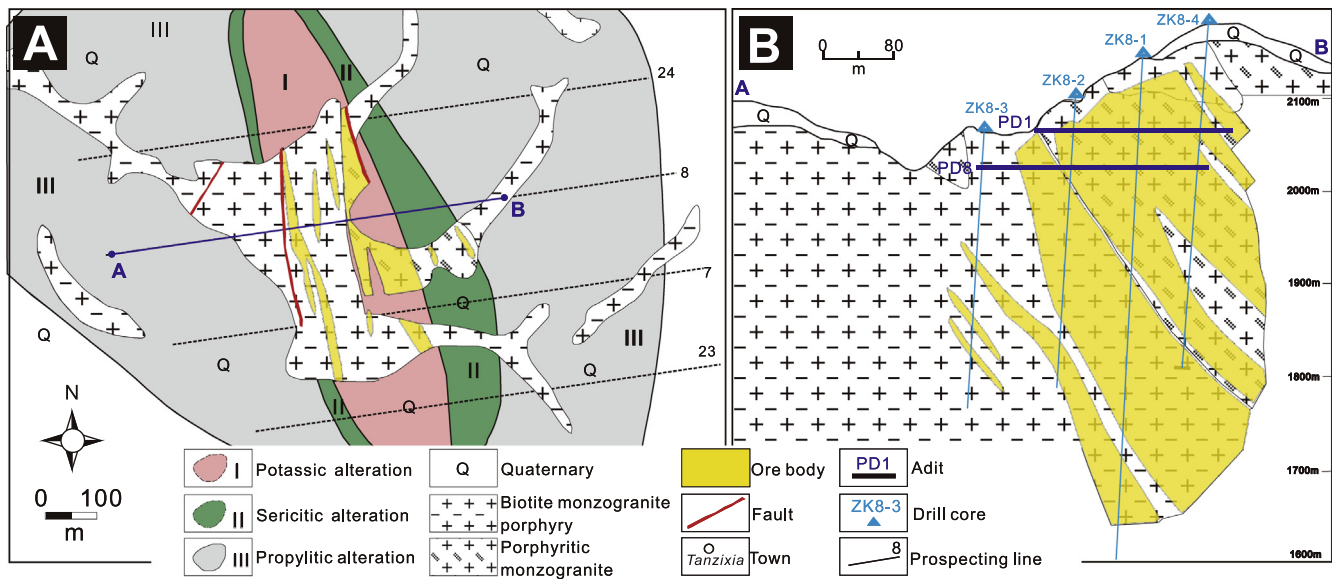 A
III
Q
I
II
Q
24
III
8
A
B
7
Q
Q
Q
Q
III
23
II
II
Q
N
0 100
m
B
0 80
m
ZK8-4
ZK8-1
ZK8-2
ZK8-3
Q
B
A
Q
Q
PD1
PD8
2100m
2000m
1900m
1800m
1700m
1600m
I Potassic alteration
II Sericitic alteration
III Propylitic alteration
Q Quaternary
Biotite monzogranite
porphyry
Porphyritic
monzogranite
Ore body
Fault
Tanzixia Town
PD1 Adit
ZK8-3 Drill core
8 Prospecting line